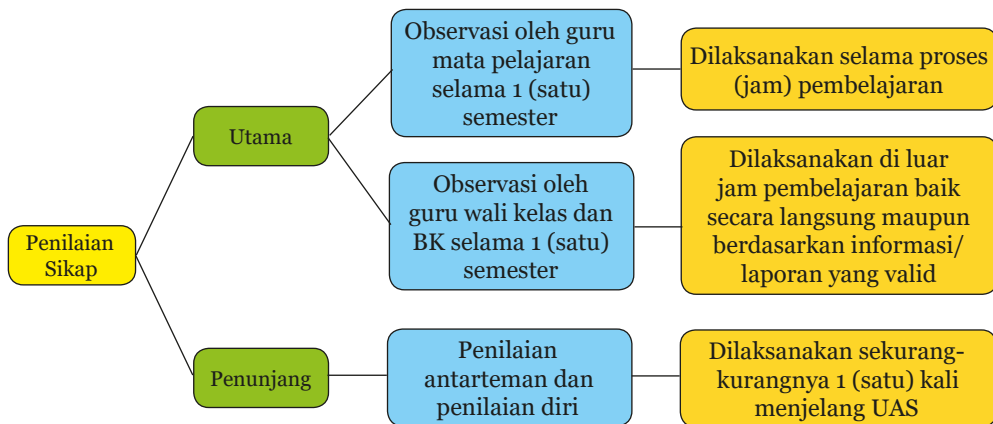 Penilaian
Sikap
Utama
Observasi oleh guru
mata pelajaran
selama 1 (satu)
semester
Dilaksanakan selama proses
(jam) pembelajaran
Observasi oleh
guru wali kelas dan
BK selama 1 (satu)
semester
Dilaksanakan di luar
jam pembelajaran baik
secara langsung maupun
berdasarkan informasi/
laporan yang valid
Penunjang
Penilaian
antarteman dan
penilaian diri
Dilaksanakan sekurang-
kurangnya 1 (satu) kali
menjelang UAS